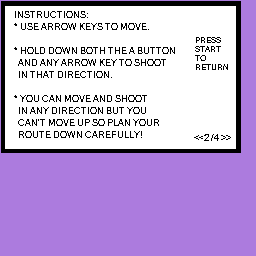 INSTRUCTIONS:
* USE ARROW KEYS TO MOVE.
* HOLD DOWN BOTH THE A BUTTON
AND ANY ARROW KEY TO SHOOT
IN THAT DIRECTION.
* YOU CAN MOVE AND SHOOT
IN ANY DIRECTION BUT YOU
CAN'T MOVE UP SO PLAN YOUR
ROUTE DOWN CAREFULLY!
PRESS
START
TO
RETURN
<<2/4>>